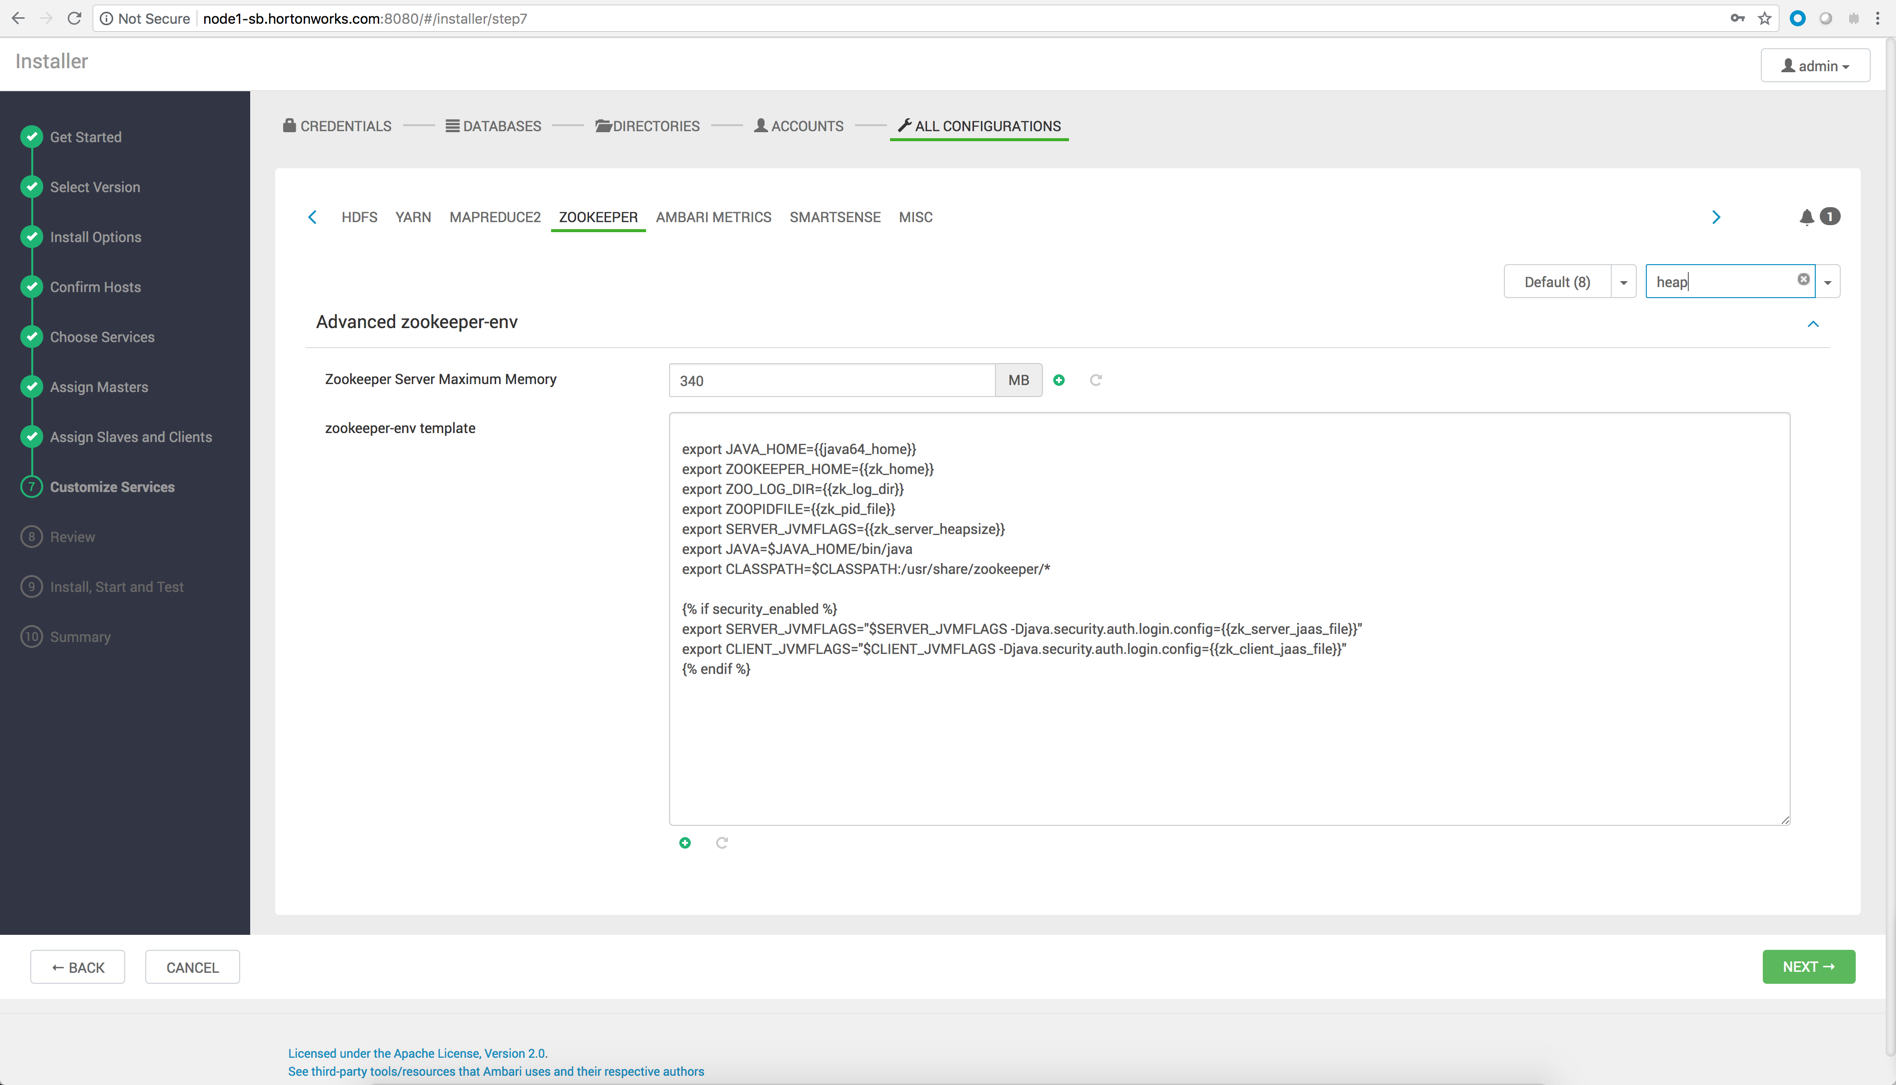 Not Secure | node1-sb.hortonworks.com:8080/#/installer/step7
Installer
admin
Get Started
Select Version
Install Options
Confirm Hosts
Choose Services
Assign Masters
Assign Slaves and Clients
7 Customize Services
8 Review
9 Install, Start and Test
10 Summary
CREDENTIALS DATABASES DIRECTORIES ACCOUNTS ALL CONFIGURATIONS
HDFS YARN MAPREDUCE2 ZOOKEEPER AMBARI METRICS SMARTSENSE MISC 1
Default (8) heap
Advanced zookeeper-env
Zookeeper Server Maximum Memory 340 MB
zookeeper-env template
export JAVA_HOME={{java64_home}}
export ZOOKEEPER_HOME={{zk_home}}
export ZOO_LOG_DIR={{zk_log_dir}}
export ZOOPIDFILE={{zk_pid_file}}
export SERVER_JVMFLAGS={{zk_server_heapsize}}
export JAVA=$JAVA_HOME/bin/java
export CLASSPATH=$CLASSPATH:/usr/share/zookeeper/*
{% if security_enabled %}
export SERVER_JVMFLAGS="$SERVER_JVMFLAGS -Djava.security.auth.login.config={{zk_server_jaas_file}}"
export CLIENT_JVMFLAGS="$CLIENT_JVMFLAGS -Djava.security.auth.login.config={{zk_client_jaas_file}}"
{% endif %}
← BACK CANCEL NEXT →
Licensed under the Apache License, Version 2.0.
See third-party tools/resources that Ambari uses and their respective authors